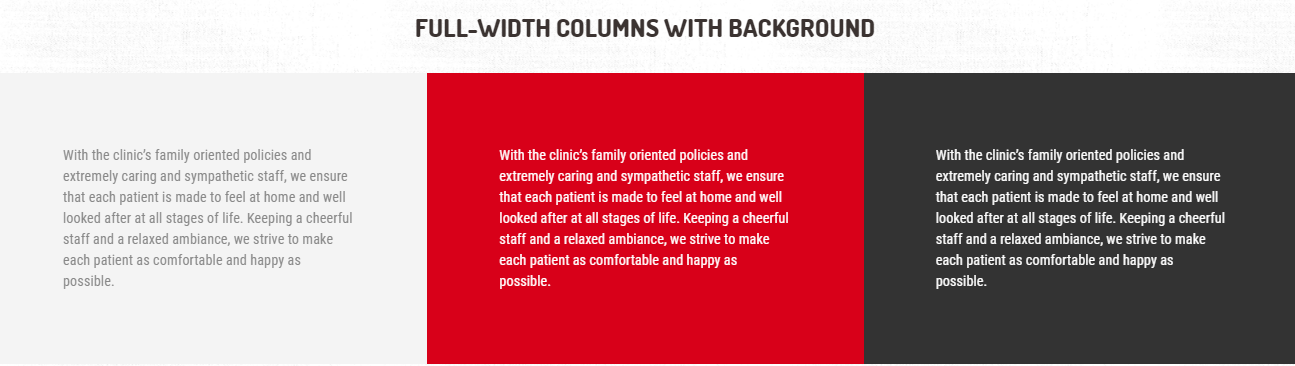 FULL-WIDTH COLUMNS WITH BACKGROUND
With the clinic’s family oriented policies and
extremely caring and sympathetic staff, we ensure
that each patient is made to feel at home and well
looked after at all stages of life. Keeping a cheerful
staff and a relaxed ambiance, we strive to make
each patient as comfortable and happy as
possible.
With the clinic’s family oriented policies and
extremely caring and sympathetic staff, we ensure
that each patient is made to feel at home and well
looked after at all stages of life. Keeping a cheerful
staff and a relaxed ambiance, we strive to make
each patient as comfortable and happy as
possible.
With the clinic’s family oriented policies and
extremely caring and sympathetic staff, we ensure
that each patient is made to feel at home and well
looked after at all stages of life. Keeping a cheerful
staff and a relaxed ambiance, we strive to make
each patient as comfortable and happy as
possible.